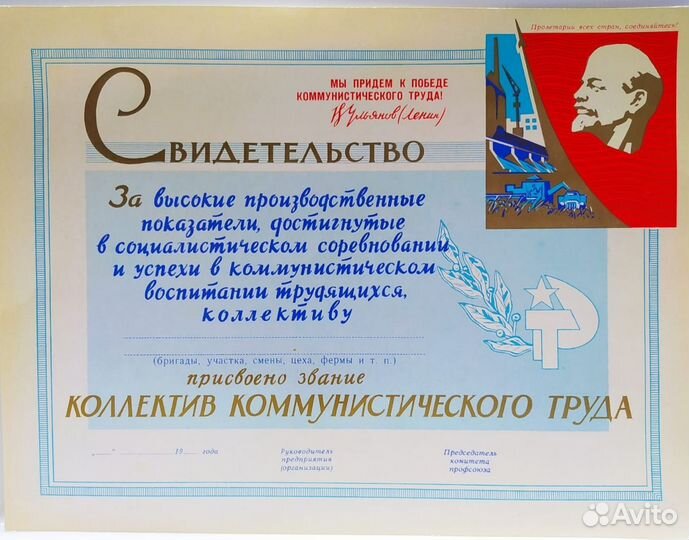 Пролетарии всех стран, соединяйтесь!
МЫ ПРИДЕМ К ПОБЕДЕ
КОММУНИСТИЧЕСКОГО ТРУДА!
В Ульянов (Ленин)
СВИДЕТЕЛЬСТВО
За высокие производственные
показатели, достигнутые
в социалистическом соревновании
и успехи в коммунистическом
воспитании трудящихся,
коллективу
(бригады, участка, смены, цеха, фермы и т. п.)
присвоено звание
КОЛЛЕКТИВ КОММУНИСТИЧЕСКОГО ТРУДА
„ “ 19 года
Руководитель
предприятия
(организации)
Председатель
комитета
профсоюза
Avito